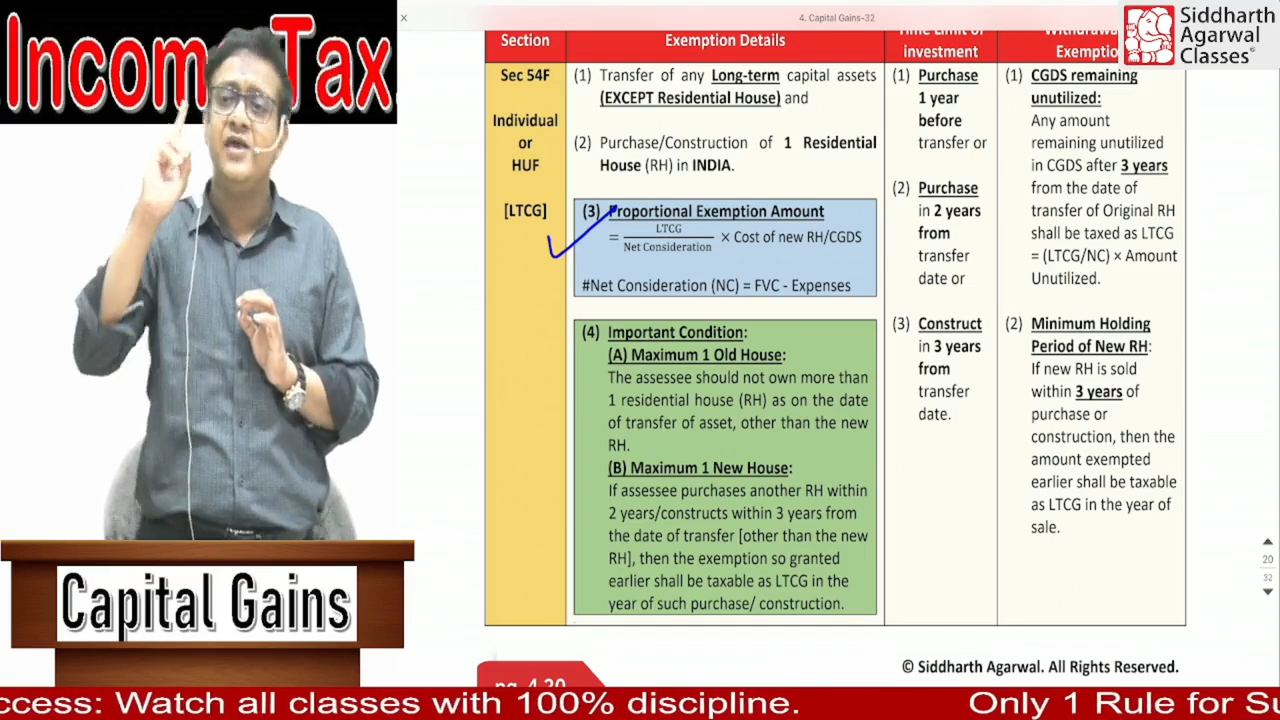 Income Tax
4. Capital Gains-32
Siddharth
Agarwal
Classes
Section
Exemption Details
Time Limit of
investment
Exemptio
Sec 54F
Individual
or
HUF
[LTCG]
(1) Transfer of any Long-term capital assets
(EXCEPT Residential House) and
(2) Purchase/Construction of 1 Residential
House (RH) in INDIA.
(3) Proportional Exemption Amount
= LTCG/Net Consideration × Cost of new RH/CGDS
#Net Consideration (NC) = FVC - Expenses
(4) Important Condition:
(A) Maximum 1 Old House:
The assessee should not own more than
1 residential house (RH) as on the date
of transfer of asset, other than the new
RH.
(B) Maximum 1 New House:
If assessee purchases another RH within
2 years/constructs within 3 years from
the date of transfer [other than the new
RH], then the exemption so granted
earlier shall be taxable as LTCG in the
year of such purchase/ construction.
(1) Purchase
1 year
before
transfer or
(2) Purchase
in 2 years
from
transfer
date or
(3) Construct
in 3 years
from
transfer
date.
(1) CGDS remaining
unutilized:
Any amount
remaining unutilized
in CGDS after 3 years
from the date of
transfer of Original RH
shall be taxed as LTCG
= (LTCG/NC) × Amount
Unutilized.
(2) Minimum Holding
Period of New RH:
If new RH is sold
within 3 years of
purchase or
construction, then the
amount exempted
earlier shall be taxable
as LTCG in the year of
sale.
20
32
© Siddharth Agarwal. All Rights Reserved.
pg. 4.20
Capital Gains
ccess: Watch all classes with 100% discipline.
Only 1 Rule for Su